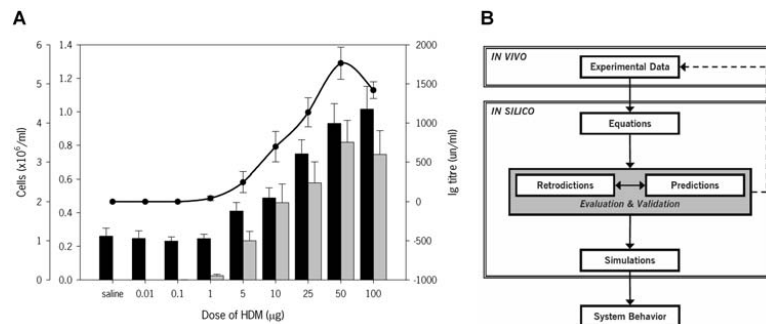 A
6 1.4 2000
1.2 1500
5
1.0 1000
4
0.8 500
3
0.6 0
2
0.4 -500
1
0.2
0 0.0 -1000
Cells (x10⁶/ml)
Ig titre (un/ml)
saline 0.01 0.1 1 5 10 25 50 100
Dose of HDM (µg)
B
IN VIVO
Experimental Data
IN SILICO
Equations
Retrodictions Predictions
Evaluation & Validation
Simulations
System Behavior